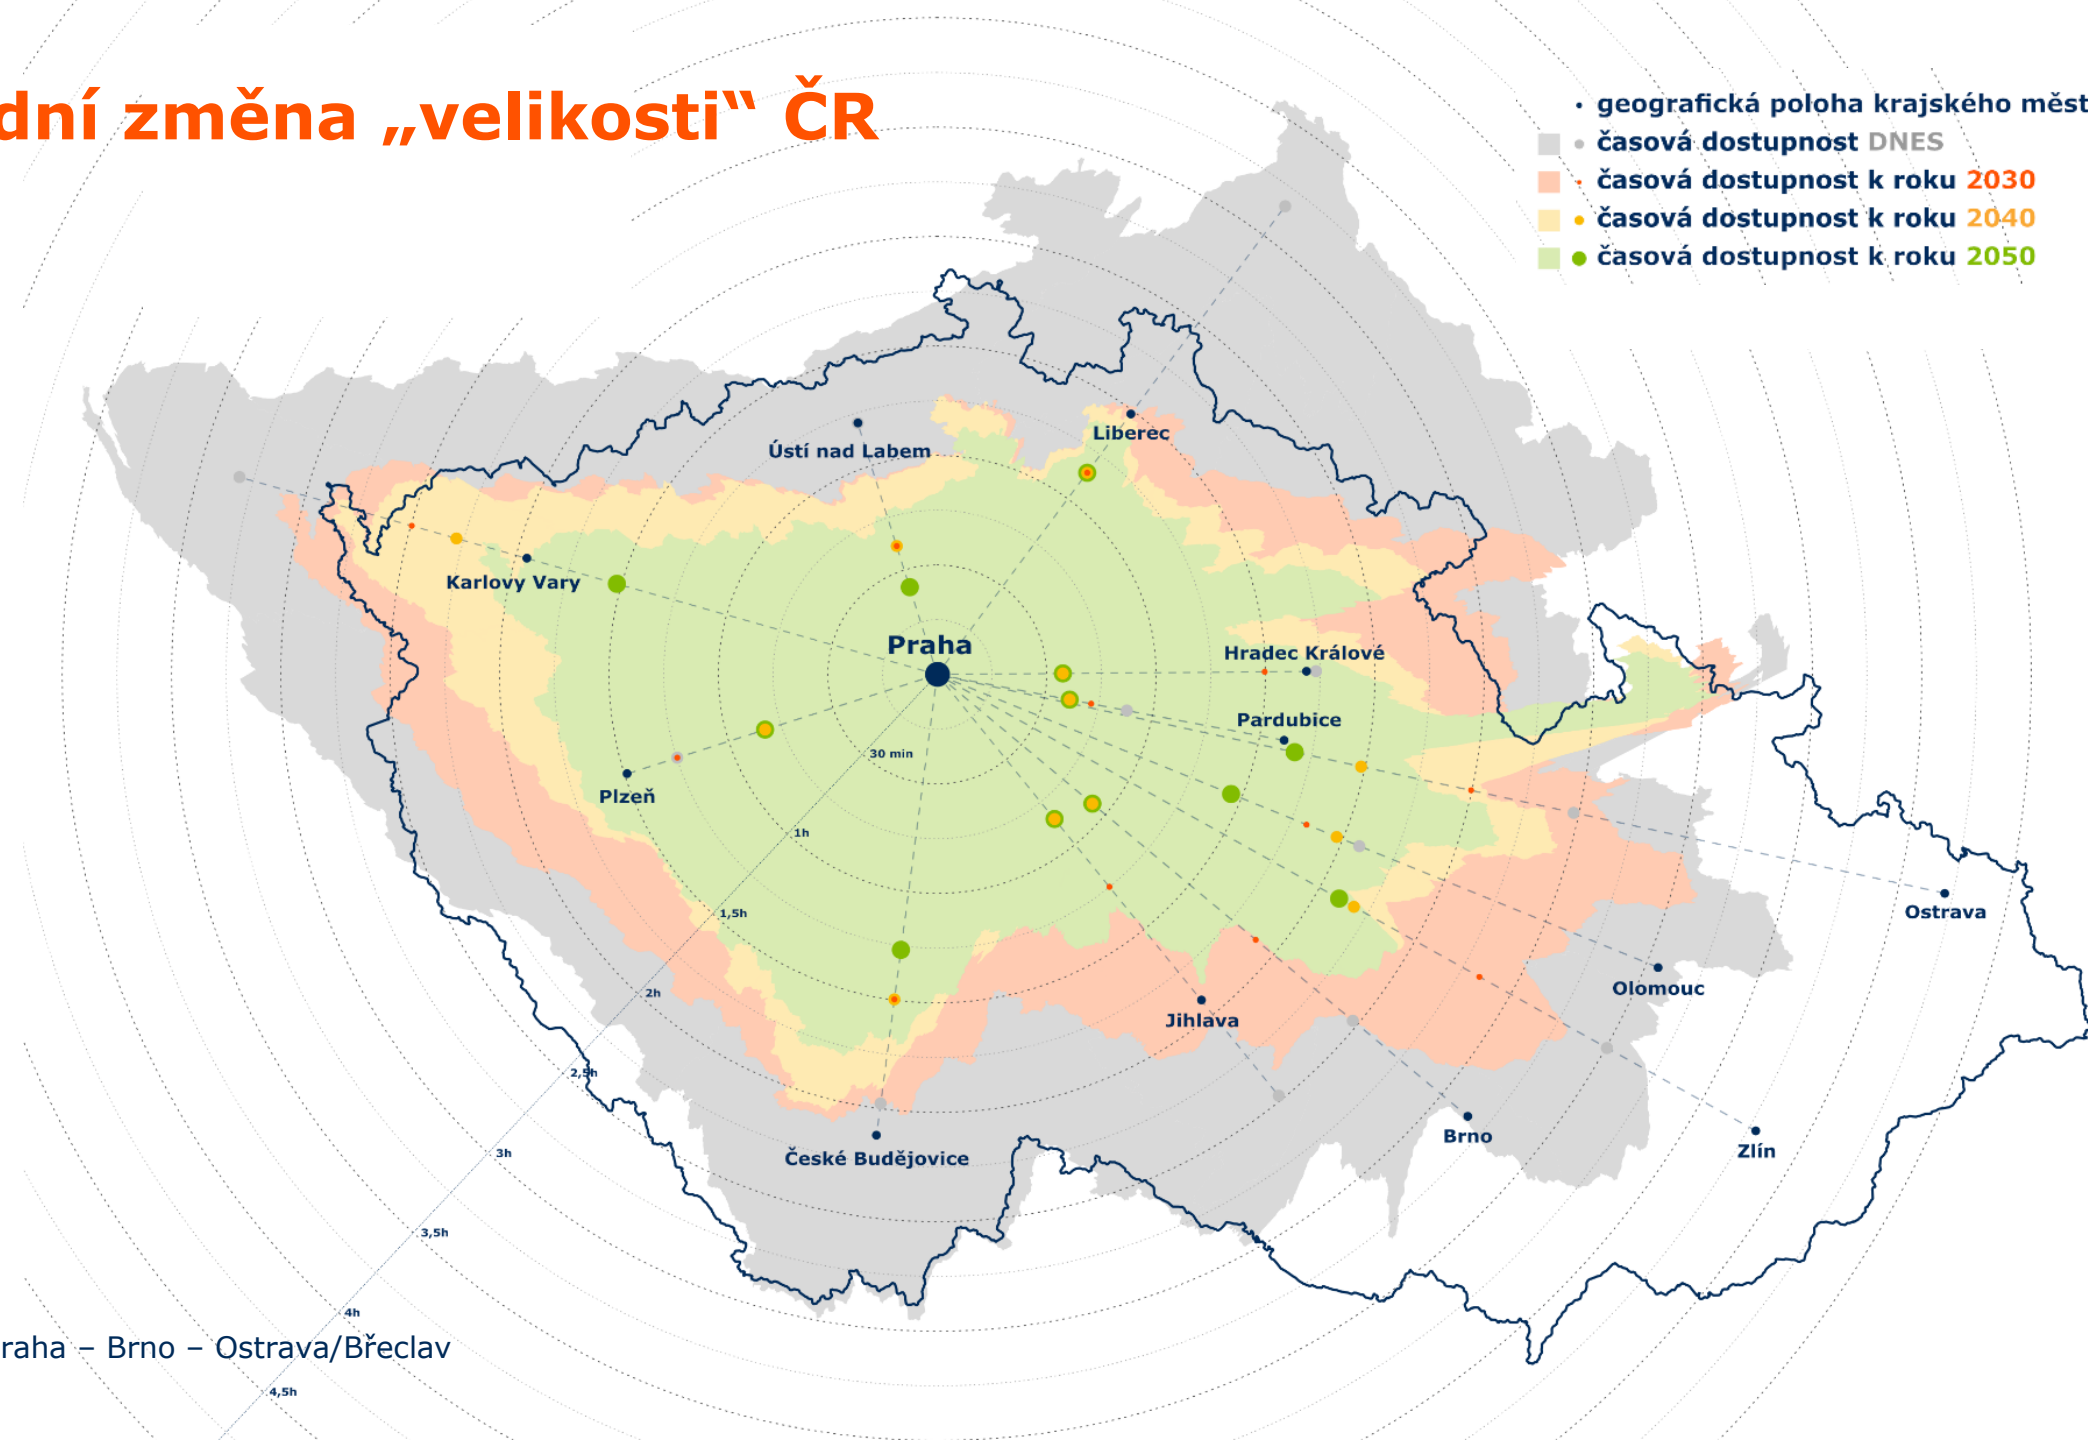 dní změna „velikosti“ ČR
geografická poloha krajského měst
časová dostupnost DNES
časová dostupnost k roku 2030
časová dostupnost k roku 2040
časová dostupnost k roku 2050
Liberec
Ústí nad Labem
Karlovy Vary
Praha
Hradec Králové
Pardubice
30 min
Plzeň
1h
1,5h
Ostrava
2h
Olomouc
Jihlava
2,5h
Brno
Zlín
České Budějovice
3h
3,5h
4h
raha – Brno – Ostrava/Břeclav
4,5h